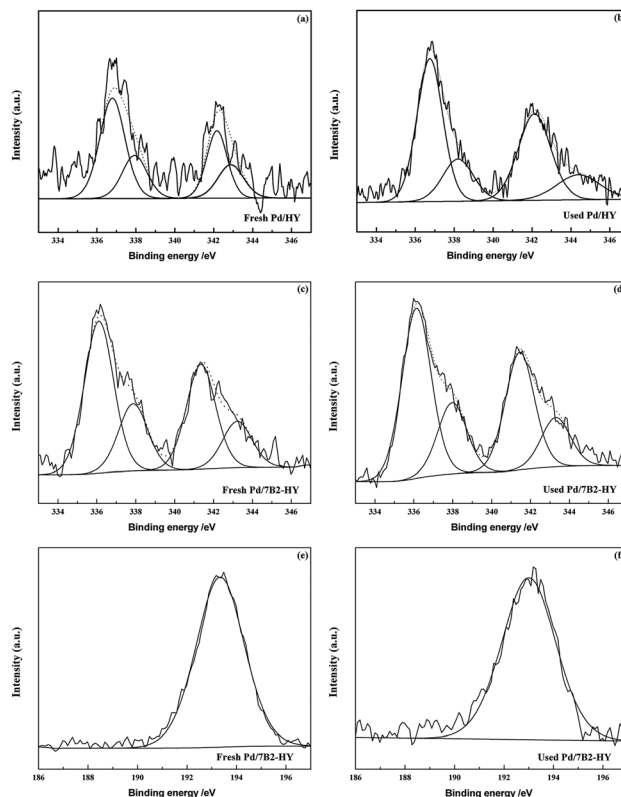 (a)
Intensity (a.u.)
Fresh Pd/HY
334 336 338 340 342 344 346
Binding energy /eV
(b)
Intensity (a.u.)
Used Pd/HY
334 336 338 340 342 344 346
Binding energy /eV
(c)
Intensity (a.u.)
Fresh Pd/7B2-HY
334 336 338 340 342 344 346
Binding energy /eV
(d)
Intensity (a.u.)
Used Pd/7B2-HY
334 336 338 340 342 344 346
Binding energy /eV
(e)
Intensity (a.u.)
Fresh Pd/7B2-HY
186 188 190 192 194 196
Binding energy /eV
(f)
Intensity (a.u.)
Used Pd/7B2-HY
186 188 190 192 194 196
Binding energy /eV